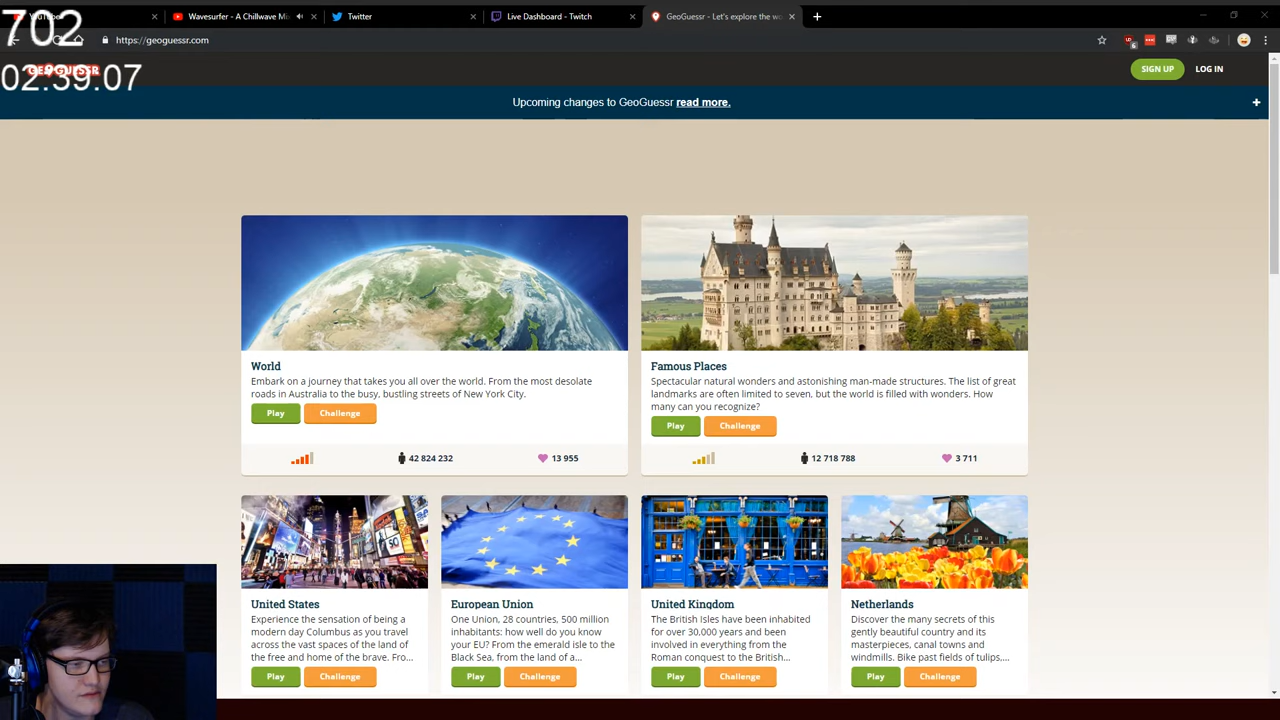 702
02:39:07
Wavesurfer - A Chillwave Mi
Twitter
Live Dashboard - Twitch
GeoGuessr - Let's explore the wo
https://geoguessr.com
GEOGUESSR
SIGN UP
LOG IN
Upcoming changes to GeoGuessr read more.
World
Embark on a journey that takes you all over the world. From the most desolate
roads in Australia to the busy, bustling streets of New York City.
Play
Challenge
42 824 232
13 955
Famous Places
Spectacular natural wonders and astonishing man-made structures. The list of great
landmarks are often limited to seven, but the world is filled with wonders. How
many can you recognize?
Play
Challenge
12 718 788
3 711
United States
Experience the sensation of being a
modern day Columbus as you travel
across the vast spaces of the land of
the free and home of the brave. Fro...
Play
Challenge
European Union
One Union, 28 countries, 500 million
inhabitants: how well do you know
your EU? From the emerald isle to the
Black Sea, from the land of a...
Play
Challenge
United Kingdom
The British Isles have been inhabited
for over 30,000 years and been
involved in everything from the
Roman conquest to the British...
Play
Challenge
Netherlands
Discover the many secrets of this
gently beautiful country and its
masterpieces, canal towns and
windmills. Bike past fields of tulips,...
Play
Challenge